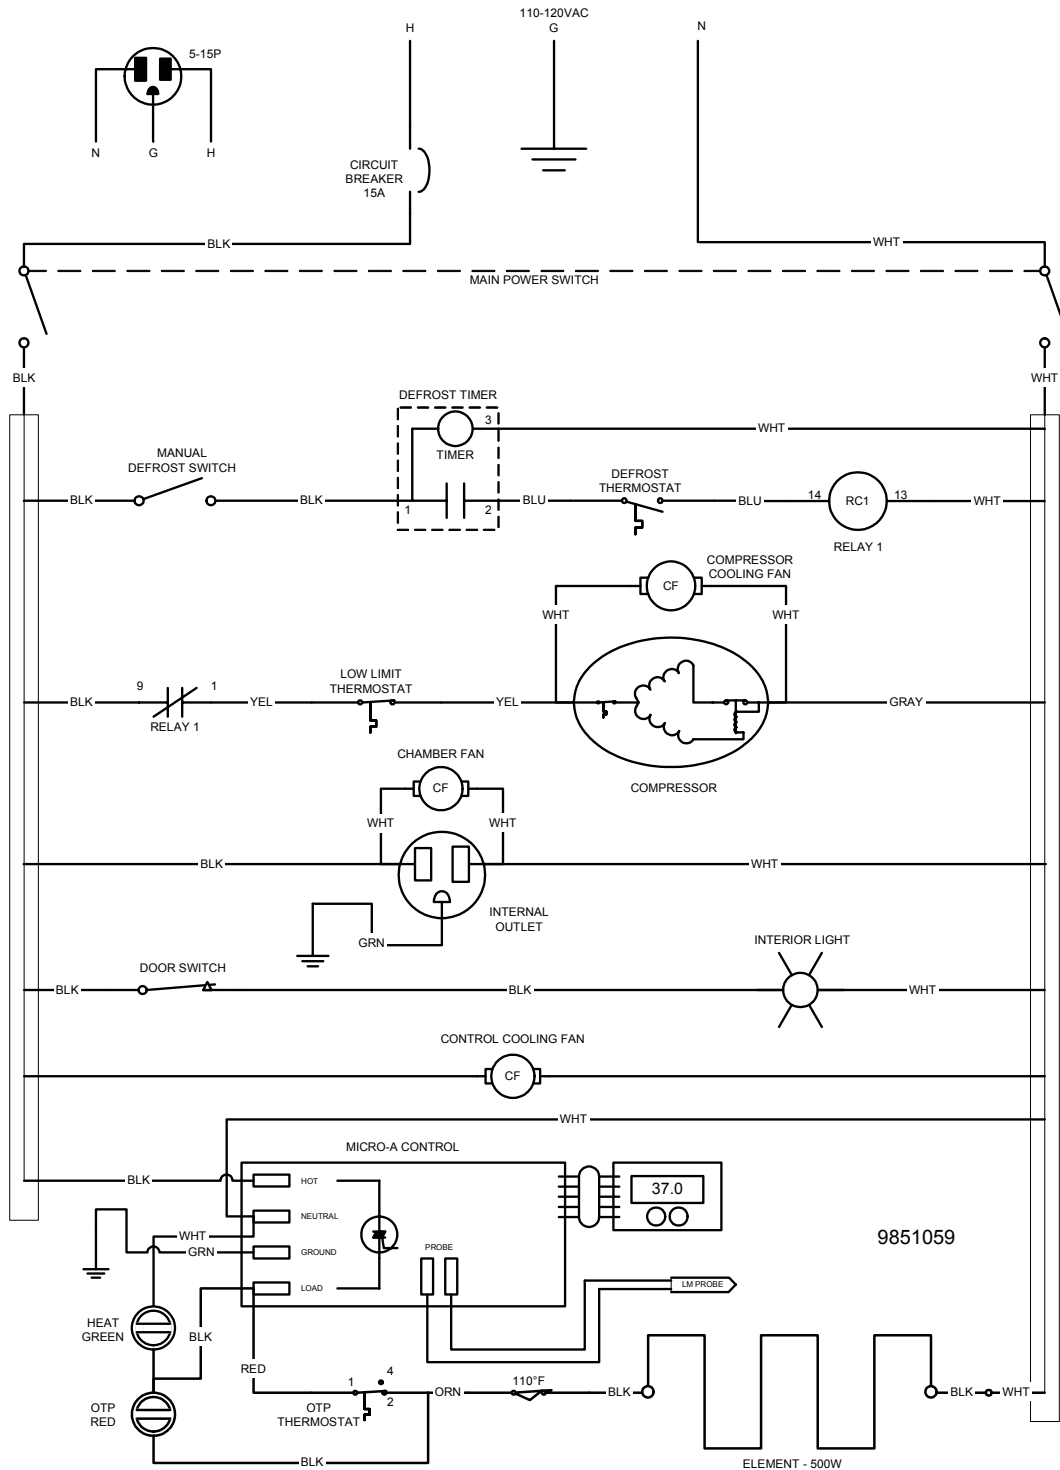 110-120VAC
H
G
N
5-15P
N
G
H
CIRCUIT
BREAKER
15A
BLK
WHT
MAIN POWER SWITCH
BLK
WHT
DEFROST TIMER
3
WHT
TIMER
MANUAL
DEFROST SWITCH
DEFROST
THERMOSTAT
BLK
BLK
1
2
BLU
BLU
14
RC1
13
WHT
RELAY 1
COMPRESSOR
COOLING FAN
CF
WHT
WHT
LOW LIMIT
THERMOSTAT
BLK
9
1
YEL
YEL
GRAY
RELAY 1
COMPRESSOR
CHAMBER FAN
CF
WHT
WHT
BLK
WHT
INTERNAL
OUTLET
GRN
DOOR SWITCH
INTERIOR LIGHT
BLK
BLK
WHT
CONTROL COOLING FAN
CF
WHT
MICRO-A CONTROL
BLK
HOT
37.0
NEUTRAL
WHT
GRN
GROUND
PROBE
9851059
LOAD
LM PROBE
HEAT
GREEN
BLK
RED
1
4
2
ORN
110°F
BLK
BLK
WHT
OTP
RED
OTP
THERMOSTAT
BLK
ELEMENT - 500W